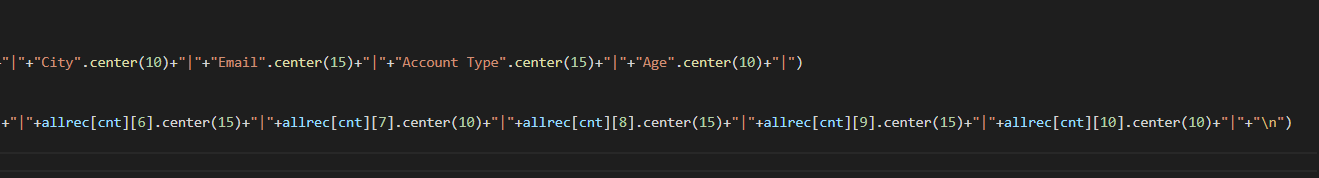 "|"+"City".center(10)+"|"+"Email".center(15)+"|"+"Account Type".center(15)+"|"+"Age".center(10)+"|")
+"|"+allrec[cnt][6].center(15)+"|"+allrec[cnt][7].center(10)+"|"+allrec[cnt][8].center(15)+"|"+allrec[cnt][9].center(15)+"|"+allrec[cnt][10].center(10)+"|"+"\n")